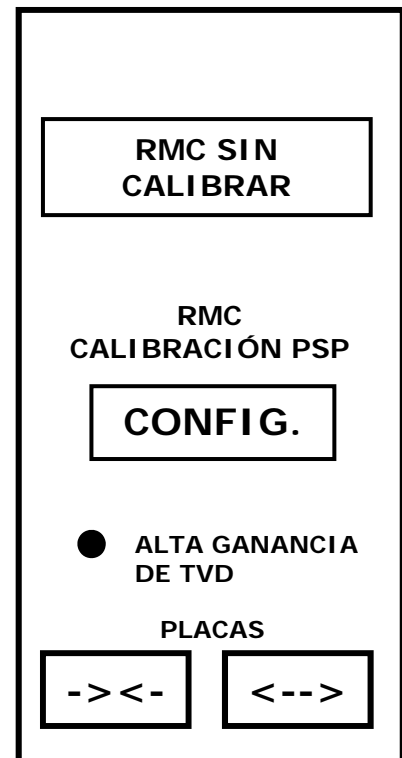 RMC SIN
CALIBRAR
RMC
CALIBRACIÓN PSP
CONFIG.
ALTA GANANCIA
DE TVD
PLACAS
-><- <-->